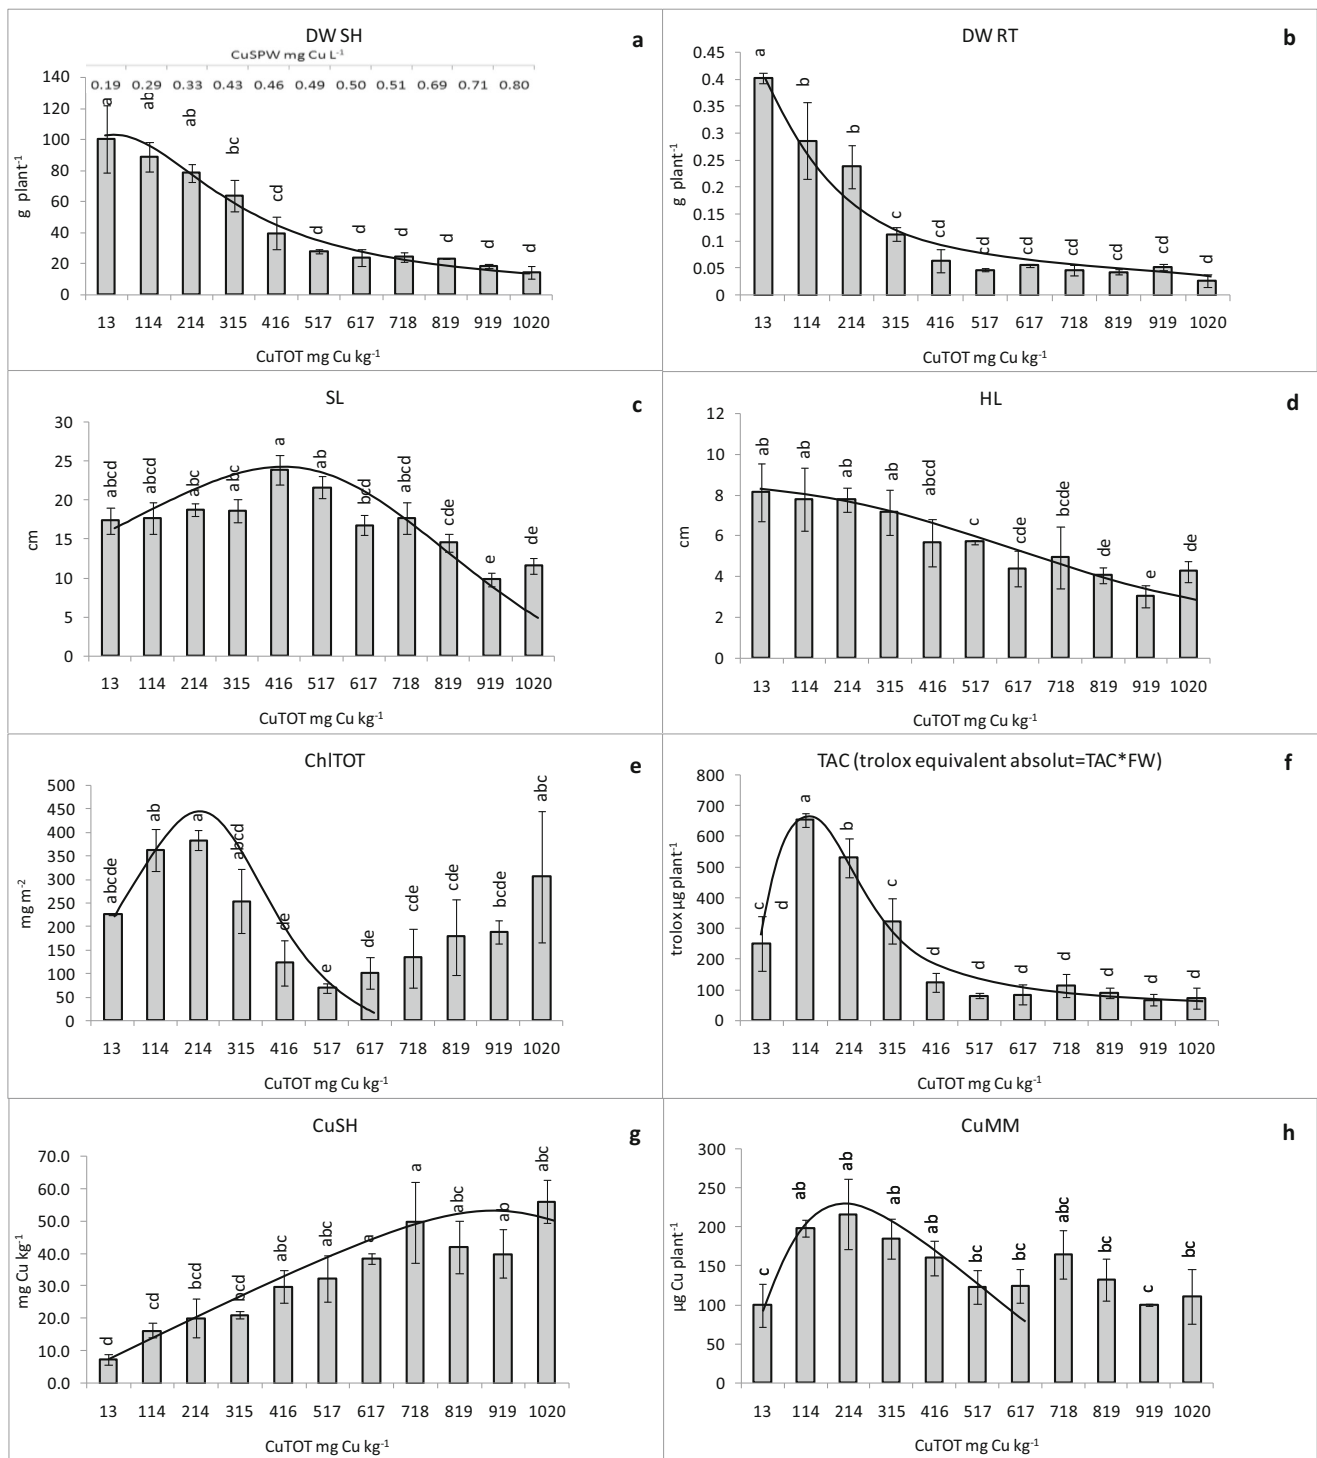 DW SH
a
CuSPW mg Cu L-1
0.19 0.29 0.33 0.43 0.46 0.49 0.50 0.51 0.69 0.71 0.80
140
120
100
80
60
40
20
0
g plant-1
a ab ab bc cd d d d d d d
13 114 214 315 416 517 617 718 819 919 1020
CuTOT mg Cu kg-1
DW RT
b
0.45
0.4
0.35
0.3
0.25
0.2
0.15
0.1
0.05
0
g plant-1
a b b c cd cd cd cd cd cd d
13 114 214 315 416 517 617 718 819 919 1020
CuTOT mg Cu kg-1
SL
c
30
25
20
15
10
5
0
cm
abcd abcd abc abc a ab bcd abcd cde e de
13 114 214 315 416 517 617 718 819 919 1020
CuTOT mg Cu kg-1
HL
d
12
10
8
6
4
2
0
cm
ab ab ab ab abcd c cde bcde de e de
13 114 214 315 416 517 617 718 819 919 1020
CuTOT mg Cu kg-1
ChlTOT
e
500
450
400
350
300
250
200
150
100
50
0
mg m-2
abcde ab a abcd de e de cde cde bcde abc
13 114 214 315 416 517 617 718 819 919 1020
CuTOT mg Cu kg-1
TAC (trolox equivalent absolut=TAC*FW)
f
800
700
600
500
400
300
200
100
0
trolox µg plant-1
c d a b c d d d d d d d
13 114 214 315 416 517 617 718 819 919 1020
CuTOT mg Cu kg-1
CuSH
g
70.0
60.0
50.0
40.0
30.0
20.0
10.0
0.0
mg Cu kg-1
d cd bcd bcd abc abc a a abc ab abc
13 114 214 315 416 517 617 718 819 919 1020
CuTOT mg Cu kg-1
CuMM
h
300
250
200
150
100
50
0
µg Cu plant-1
c ab ab ab ab bc bc abc bc c bc
13 114 214 315 416 517 617 718 819 919 1020
CuTOT mg Cu kg-1